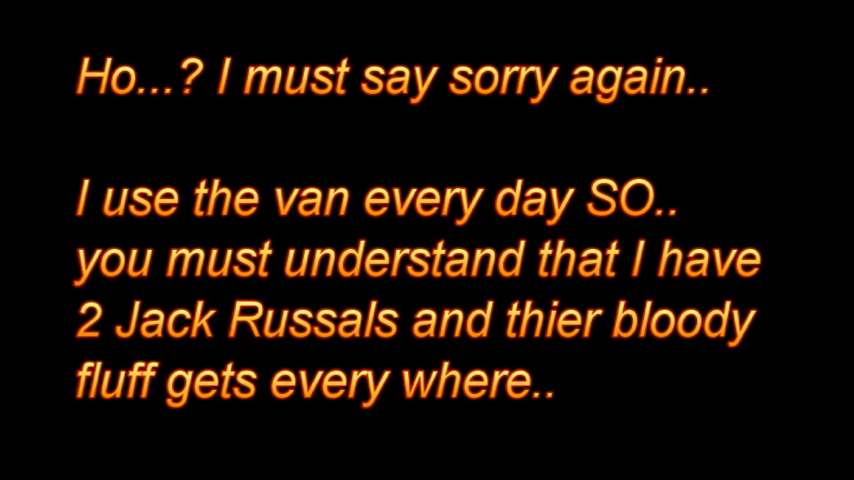 Ho...? I must say sorry again..
I use the van every day SO..
you must understand that I have
2 Jack Russals and thier bloody
fluff gets every where..